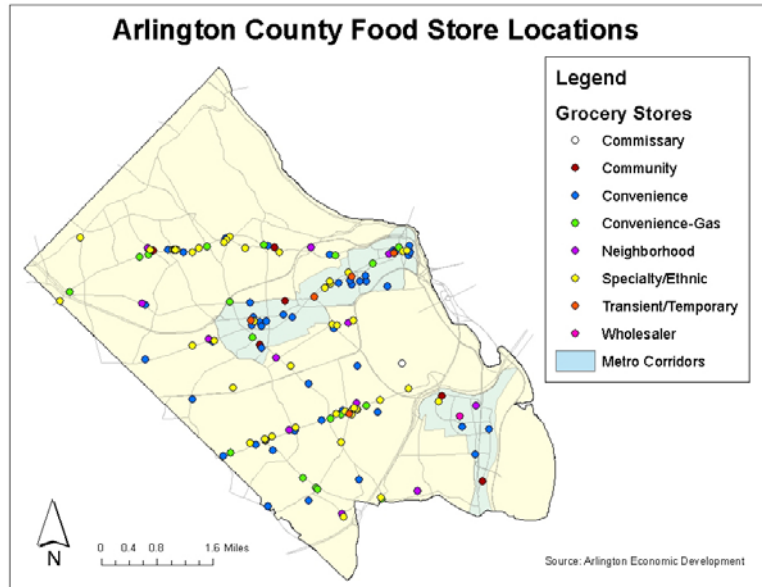 Arlington County Food Store Locations
Legend
Grocery Stores
Commissary
Community
Convenience
Convenience-Gas
Neighborhood
Specialty/Ethnic
Transient/Temporary
Wholesaler
Metro Corridors
N
0 0.4 0.8 1.6 Miles
Source: Arlington Economic Development